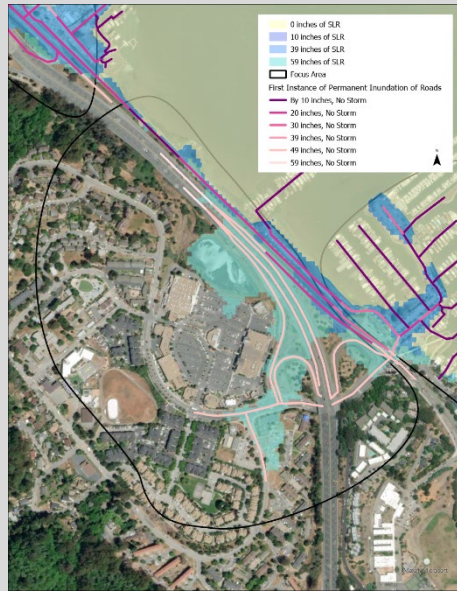 0 inches of SLR
10 inches of SLR
39 inches of SLR
59 inches of SLR
Focus Area
First Instance of Permanent Inundation of Roads
By 10 inches, No Storm
20 inches, No Storm
30 inches, No Storm
39 inches, No Storm
49 inches, No Storm
59 inches, No Storm